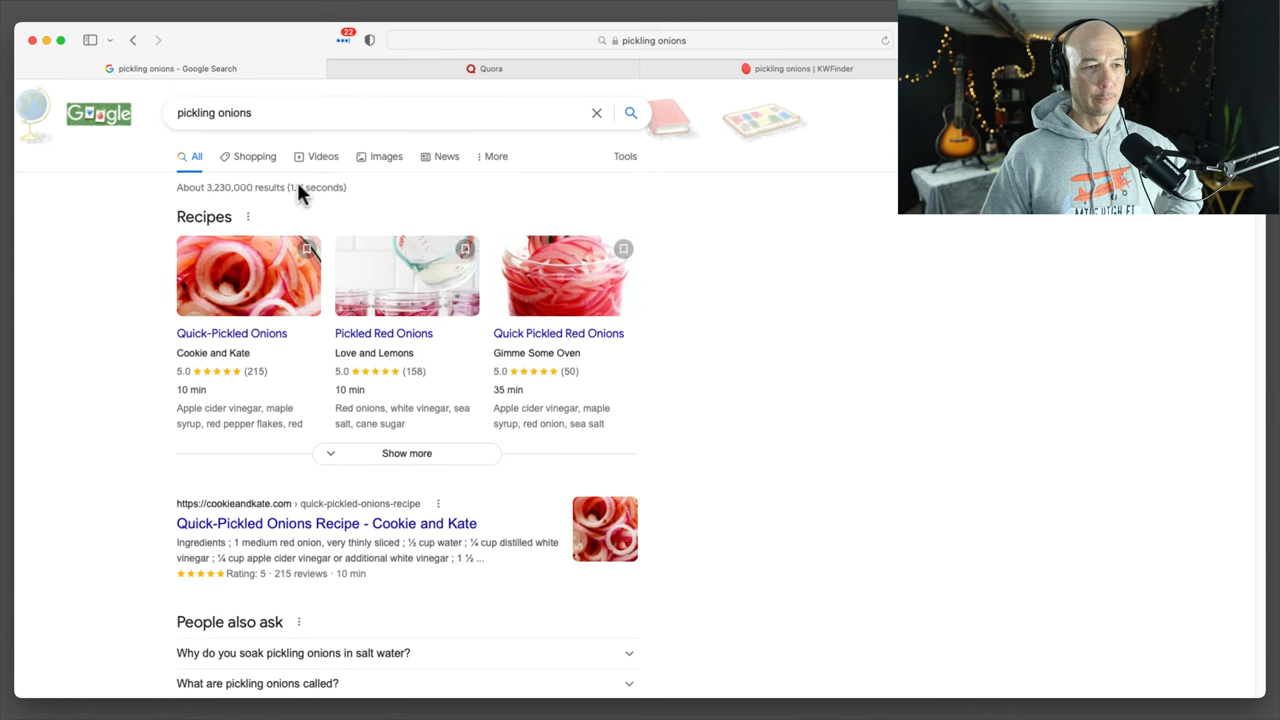 22
pickling onions
pickling onions - Google Search
Quora
pickling onions | KWFinder
Google
pickling onions
All
Shopping
Videos
Images
News
More
Tools
About 3,230,000 results seconds)
Recipes
Quick-Pickled Onions
Cookie and Kate
5.0 ★★★★★ (215)
10 min
Apple cider vinegar, maple
syrup, red pepper flakes, red
Pickled Red Onions
Love and Lemons
5.0 ★★★★★ (158)
10 min
Red onions, white vinegar, sea
salt, cane sugar
Quick Pickled Red Onions
Gimme Some Oven
5.0 ★★★★★ (50)
35 min
Apple cider vinegar, maple
syrup, red onion, sea salt
Show more
https://cookieandkate.com › quick-pickled-onions-recipe
Quick-Pickled Onions Recipe - Cookie and Kate
Ingredients ; 1 medium red onion, very thinly sliced ; ½ cup water ; ¼ cup distilled white
vinegar ; ¼ cup apple cider vinegar or additional white vinegar ; 1 ½ ...
★★★★★ Rating: 5 · 215 reviews · 10 min
People also ask
Why do you soak pickling onions in salt water?
What are pickling onions called?